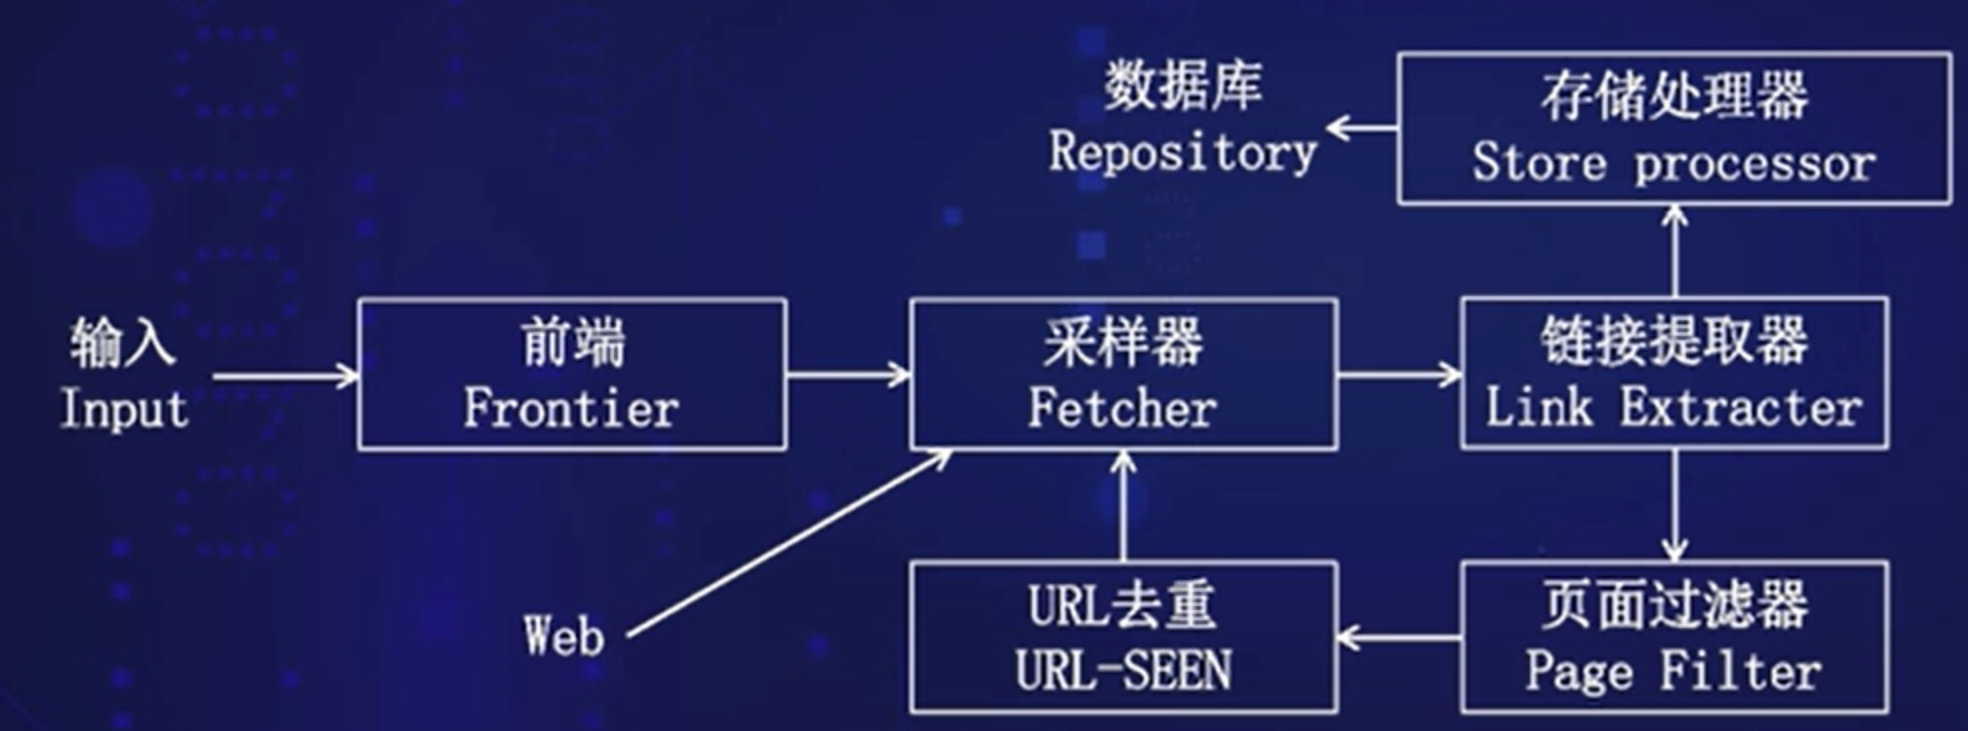 数据库
Repository
存储处理器
Store processor
输入
Input
前端
Frontier
采样器
Fetcher
链接提取器
Link Extracter
Web
URL去重
URL-SEEN
页面过滤器
Page Filter